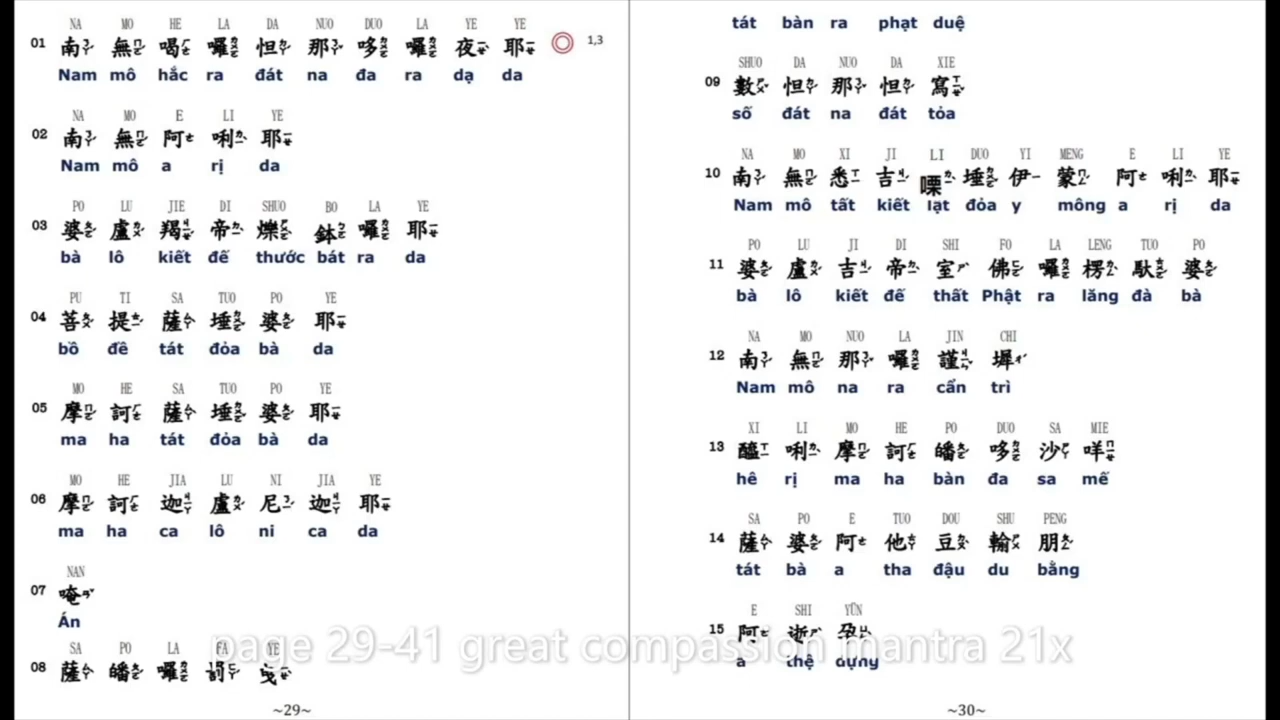 NA MO HE LA DA NUO DUO LA YE YE
01 南無喝囉怛那哆囉夜耶 1,3
Nam mô hắc ra đát na đa ra dạ da
NA MO E LI YE
02 南無阿唎耶
Nam mô a rị da
PO LU JIE DI SHUO BO LA YE
03 婆盧羯帝爍鉢囉耶
bà lô kiết đế thước bát ra da
PU TI SA TUO PO YE
04 菩提薩埵婆耶
bồ đề tát đỏa bà da
MO HE SA TUO PO YE
05 摩訶薩埵婆耶
ma ha tát đỏa bà da
MO HE JIA LU NI JIA YE
06 摩訶迦盧尼迦耶
ma ha ca lô ni ca da
NAN
07 唵
Án
SA PO LA FA YE
08 薩皤囉罰曳
~29~
tát bàn ra phạt duệ
SHUO DA NUO DA XIE
09 數怛那怛寫
số đát na đát tỏa
NA MO XI JI LI DUO YI MENG E LI YE
10 南無悉吉㗚埵伊蒙阿唎耶
Nam mô tất kiết lạt đỏa y mông a rị da
PO LU JI DI SHI FO LA LENG TUO PO
11 婆盧吉帝室佛囉楞馱婆
bà lô kiết đế thất Phật ra lăng đà bà
NA MO NUO LA JIN CHI
12 南無那囉謹墀
Nam mô na ra cẩn trì
XI LI MO HE PO DUO SA MIE
13 醯唎摩訶皤哆沙咩
hê rị ma ha bàn đa sa mế
SA PO E TUO DOU SHU PENG
14 薩婆阿他豆輸朋
tát bà a tha đậu du bằng
E SHI YÜN
15 阿逝孕
a thệ dựng
page 29-41 great compassion mantra 21x
~30~